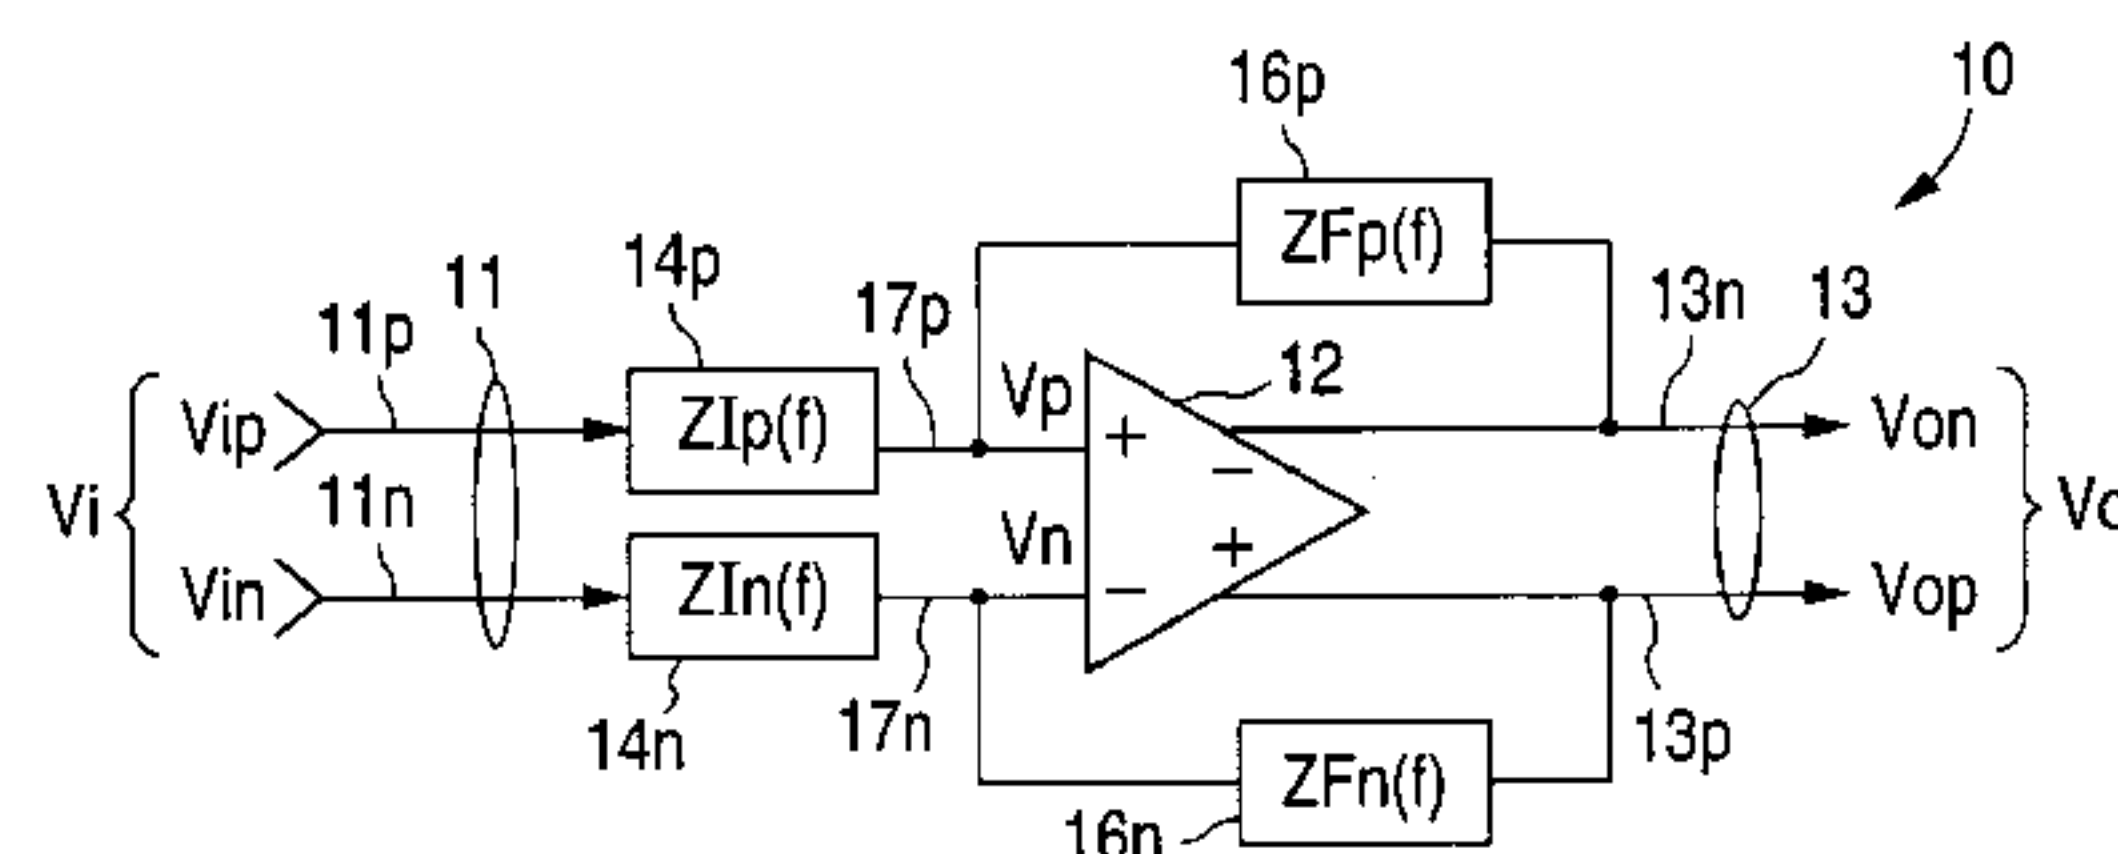 10
16p
ZFp(f)
14p
11
17p
11p
13n
13
12
Vp
Vip
ZIp(f)
+
Von
−
Vi
11n
Vn
+
Vin
ZIn(f)
−
Vop
17n
13p
14n
ZFn(f)
16n